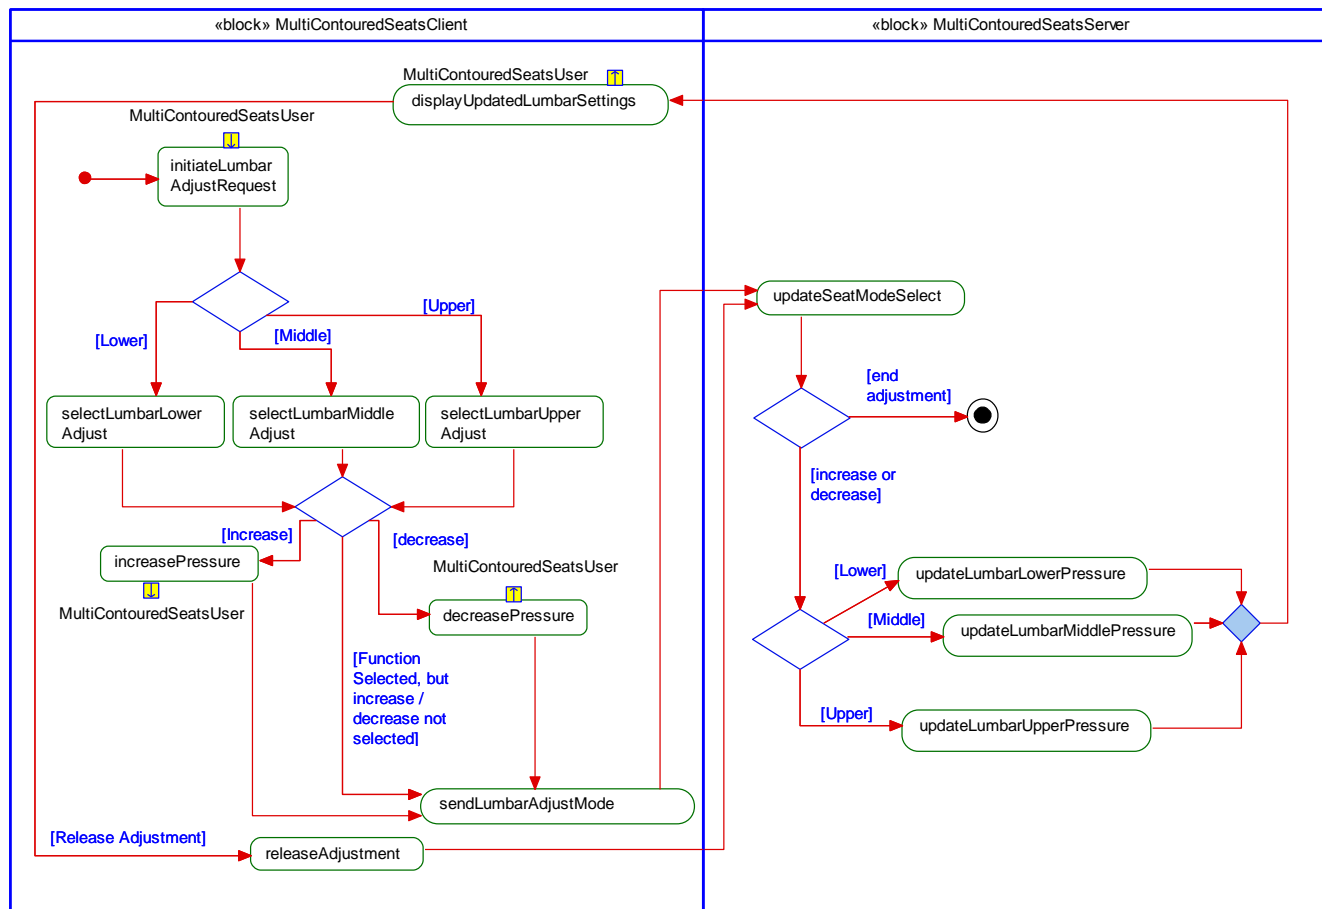 «block» MultiContouredSeatsClient
«block» MultiContouredSeatsServer
MultiContouredSeatsUser
displayUpdatedLumbarSettings
MultiContouredSeatsUser
initiateLumbar
AdjustRequest
[Lower]
[Middle]
[Upper]
selectLumbarLower
Adjust
selectLumbarMiddle
Adjust
selectLumbarUpper
Adjust
[Increase]
[decrease]
increasePressure
MultiContouredSeatsUser
MultiContouredSeatsUser
decreasePressure
[Function
Selected, but
increase /
decrease not
selected]
sendLumbarAdjustMode
[Release Adjustment]
releaseAdjustment
updateSeatModeSelect
[end
adjustment]
[increase or
decrease]
[Lower]
updateLumbarLowerPressure
[Middle]
updateLumbarMiddlePressure
[Upper]
updateLumbarUpperPressure